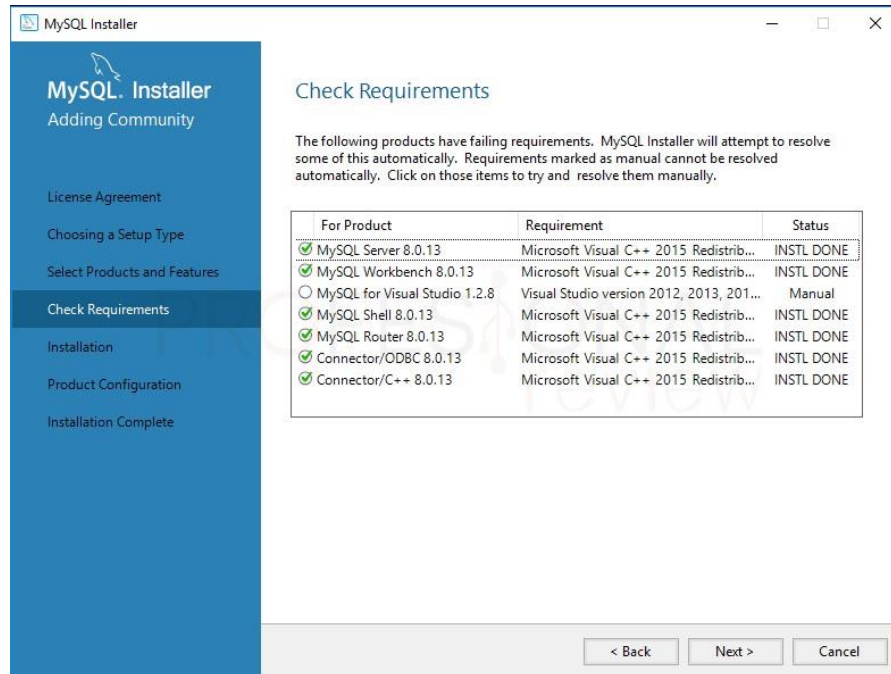 MySQL Installer
MySQL. Installer
Adding Community
License Agreement
Choosing a Setup Type
Select Products and Features
Check Requirements
Installation
Product Configuration
Installation Complete
Check Requirements
The following products have failing requirements. MySQL Installer will attempt to resolve
some of this automatically. Requirements marked as manual cannot be resolved
automatically. Click on those items to try and resolve them manually.
For Product Requirement Status
MySQL Server 8.0.13 Microsoft Visual C++ 2015 Redistrib... INSTL DONE
MySQL Workbench 8.0.13 Microsoft Visual C++ 2015 Redistrib... INSTL DONE
MySQL for Visual Studio 1.2.8 Visual Studio version 2012, 2013, 201... Manual
MySQL Shell 8.0.13 Microsoft Visual C++ 2015 Redistrib... INSTL DONE
MySQL Router 8.0.13 Microsoft Visual C++ 2015 Redistrib... INSTL DONE
Connector/ODBC 8.0.13 Microsoft Visual C++ 2015 Redistrib... INSTL DONE
Connector/C++ 8.0.13 Microsoft Visual C++ 2015 Redistrib... INSTL DONE
PROFESIONAL
review
< Back Next > Cancel